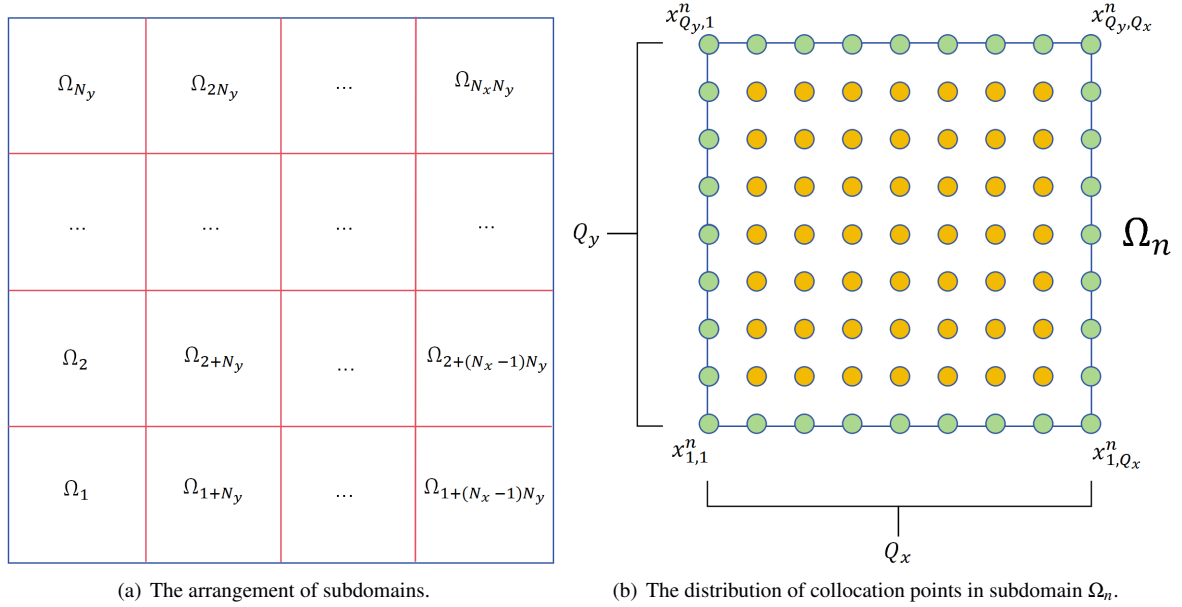 Ω_{N_y} Ω_{2N_y} ... Ω_{N_xN_y}
... ... ... ...
Ω_2 Ω_{2+N_y} ... Ω_{2+(N_x-1)N_y}
Ω_1 Ω_{1+N_y} ... Ω_{1+(N_x-1)N_y}
(a) The arrangement of subdomains.
x^n_{Q_y,1} x^n_{Q_y,Q_x}
Q_y Ω_n
x^n_{1,1} x^n_{1,Q_x}
Q_x
(b) The distribution of collocation points in subdomain Ω_n.